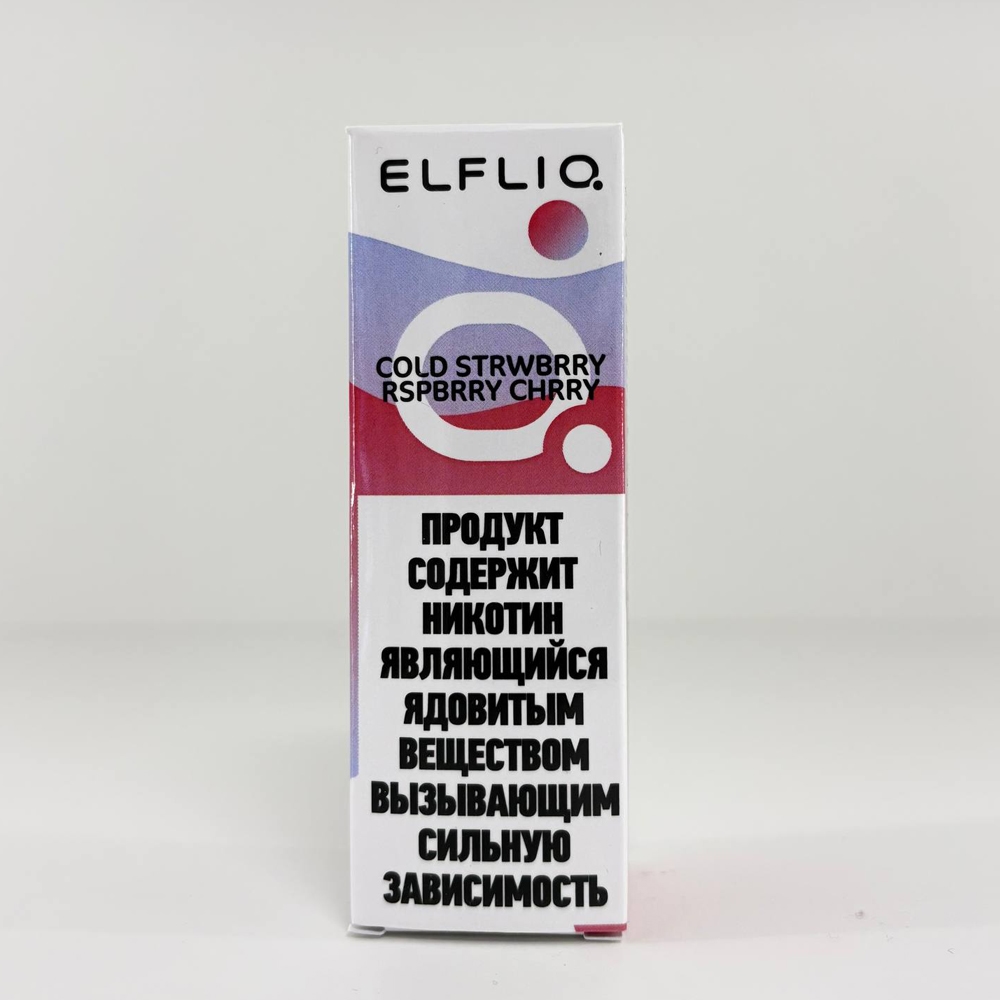 ELFLIQ
COLD STRWBRRY
RSPBRRY CHRRY
ПРОДУКТ
СОДЕРЖИТ
НИКОТИН
ЯВЛЯЮЩИЙСЯ
ЯДОВИТЫМ
ВЕЩЕСТВОМ
ВЫЗЫВАЮЩИМ
СИЛЬНУЮ
ЗАВИСИМОСТЬ